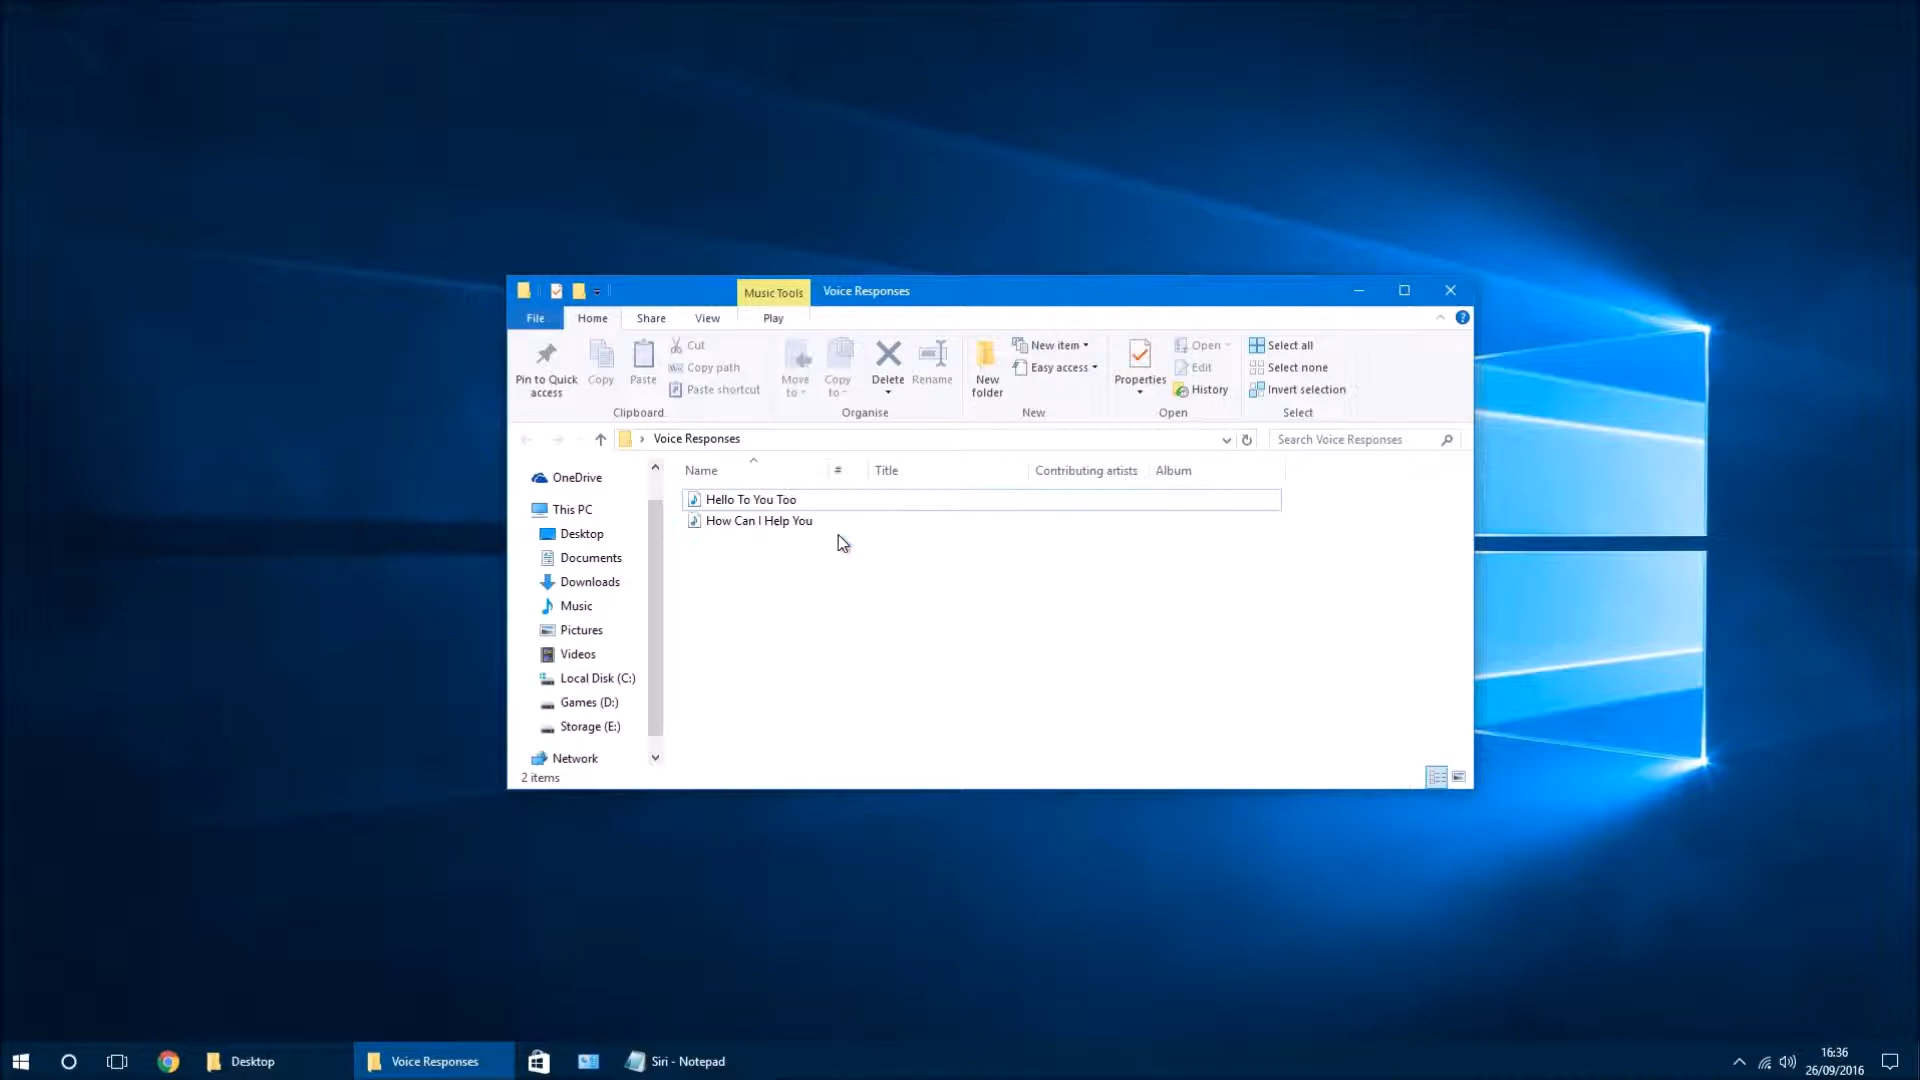 Music Tools
Voice Responses
File
Home
Share
View
Play
Pin to Quick access
Copy
Paste
Cut
Copy path
Paste shortcut
Clipboard
Move to
Copy to
Delete
Rename
Organise
New folder
New item
Easy access
New
Properties
Open
Edit
History
Open
Select all
Select none
Invert selection
Select
Voice Responses
Search Voice Responses
OneDrive
This PC
Desktop
Documents
Downloads
Music
Pictures
Videos
Local Disk (C:)
Games (D:)
Storage (E:)
Network
Name
#
Title
Contributing artists
Album
Hello To You Too
How Can I Help You
2 items
Desktop
Voice Responses
Siri - Notepad
16:36
26/09/2016